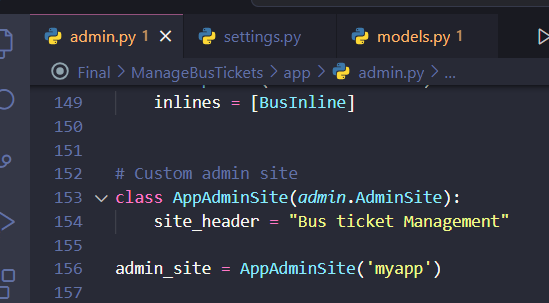 admin.py 1 settings.py models.py 1
Final > ManageBusTickets > app > admin.py > ...
149 inlines = [BusInline]
150
151
152 # Custom admin site
153 class AppAdminSite(admin.AdminSite):
154 site_header = "Bus ticket Management"
155
156 admin_site = AppAdminSite('myapp')
157